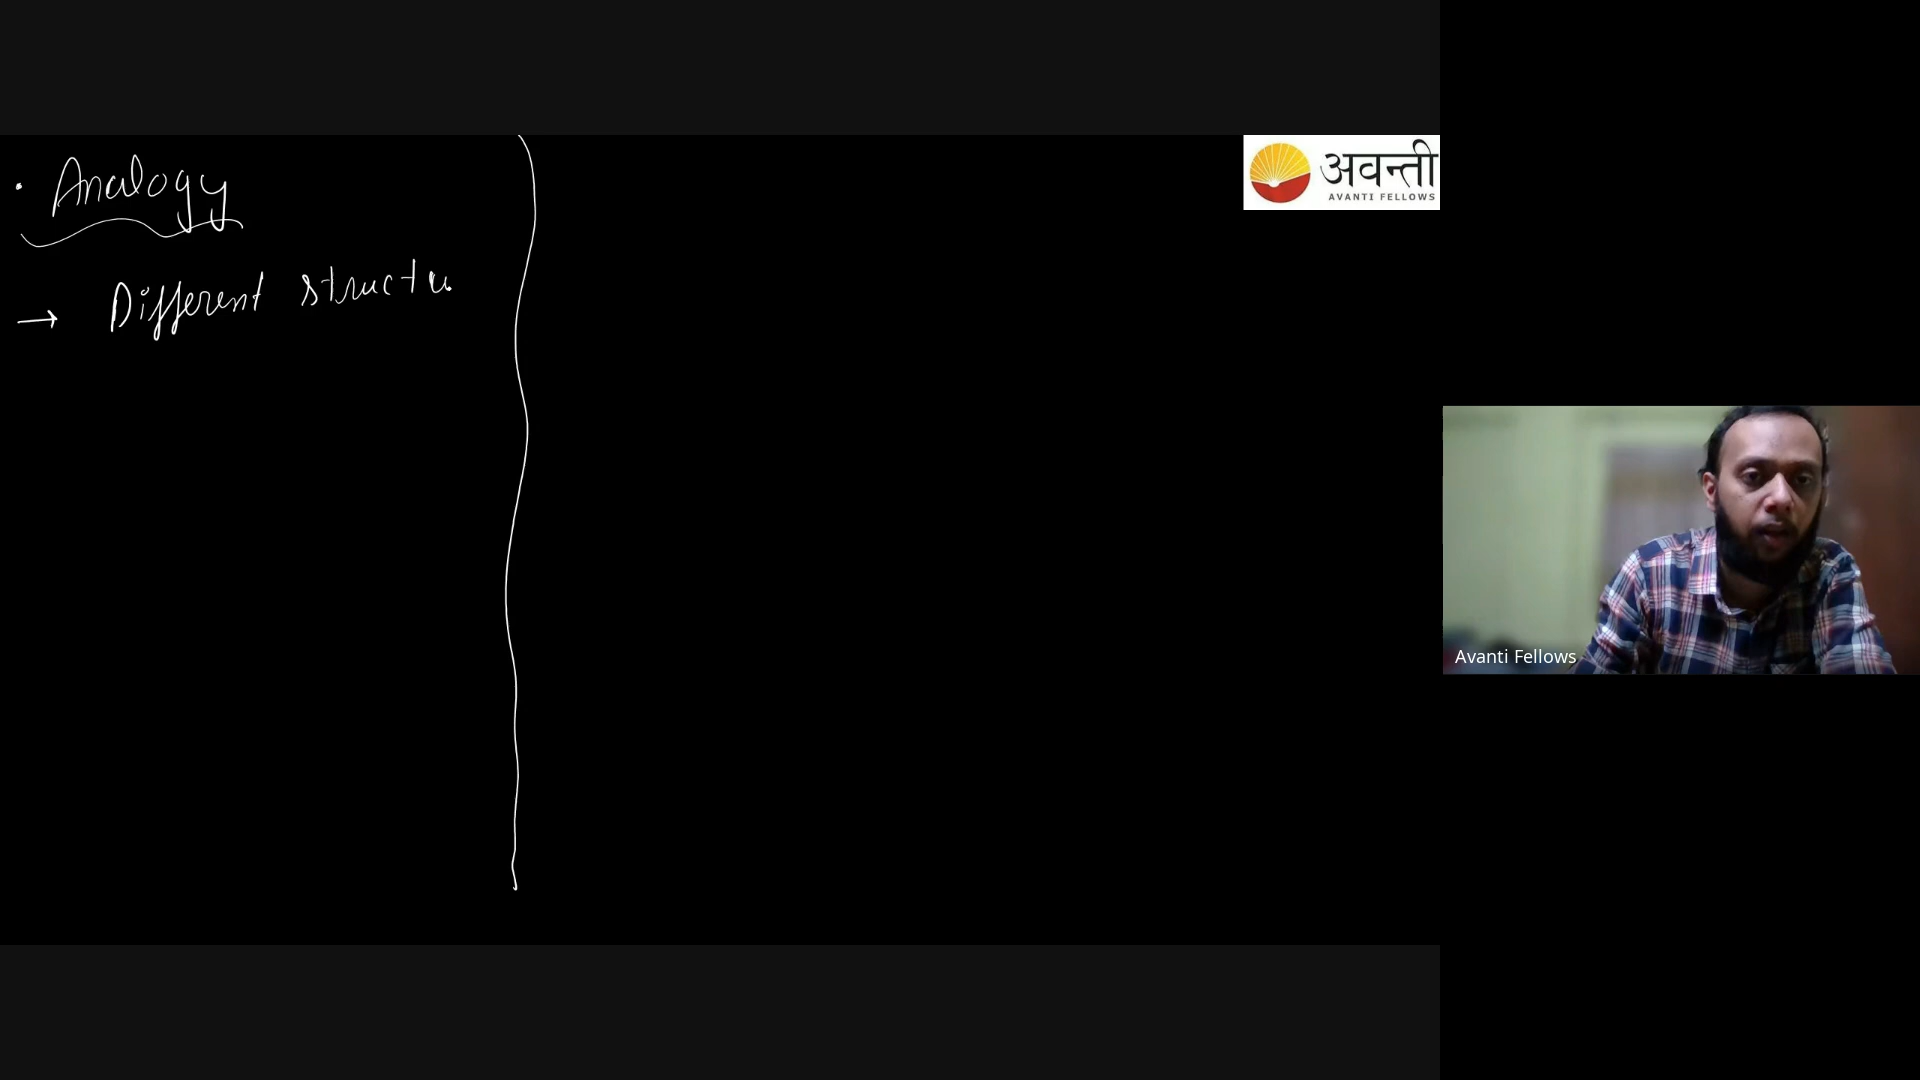 • Analogy
→ Different structu
अवन्ती
AVANTI FELLOWS
Avanti Fellows